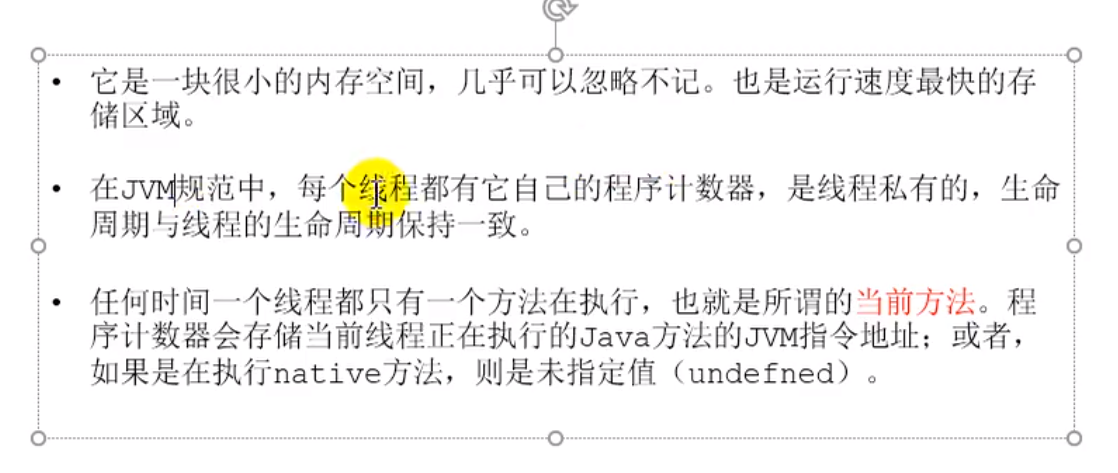 • 它是一块很小的内存空间，几乎可以忽略不记。也是运行速度最快的存
储区域。
• 在JVM规范中，每个线程都有它自己的程序计数器，是线程私有的，生命
周期与线程的生命周期保持一致。
• 任何时间一个线程都只有一个方法在执行，也就是所谓的当前方法。程
序计数器会存储当前线程正在执行的Java方法的JVM指令地址；或者，
如果是在执行native方法，则是未指定值（undefned）。